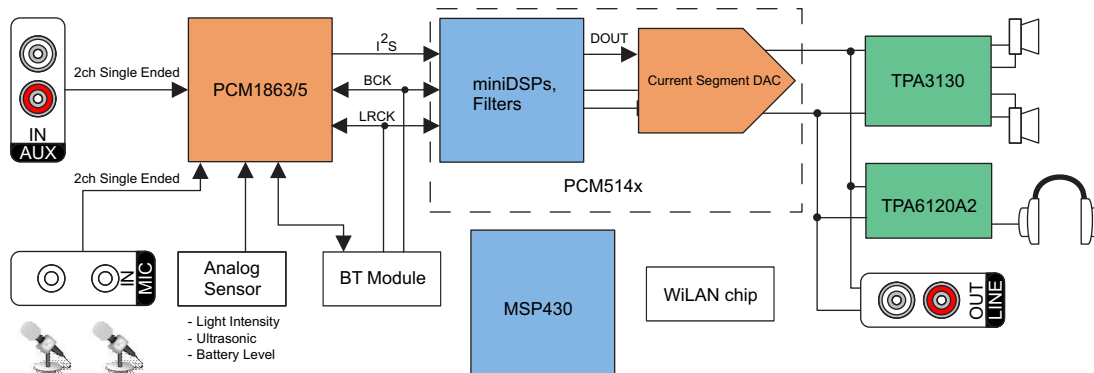 IN
AUX
2ch Single Ended
2ch Single Ended
PCM1863/5
I2S
BCK
LRCK
miniDSPs,
Filters
DOUT
Current Segment DAC
PCM514x
TPA3130
TPA6120A2
IN
MIC
Analog
Sensor
- Light Intensity
- Ultrasonic
- Battery Level
BT Module
MSP430
WiLAN chip
OUT
LINE